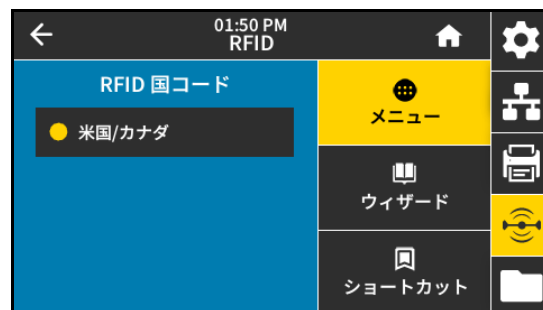 01:50 PM
RFID
RFID 国コード
米国/カナダ
メニュー
ウィザード
ショートカット